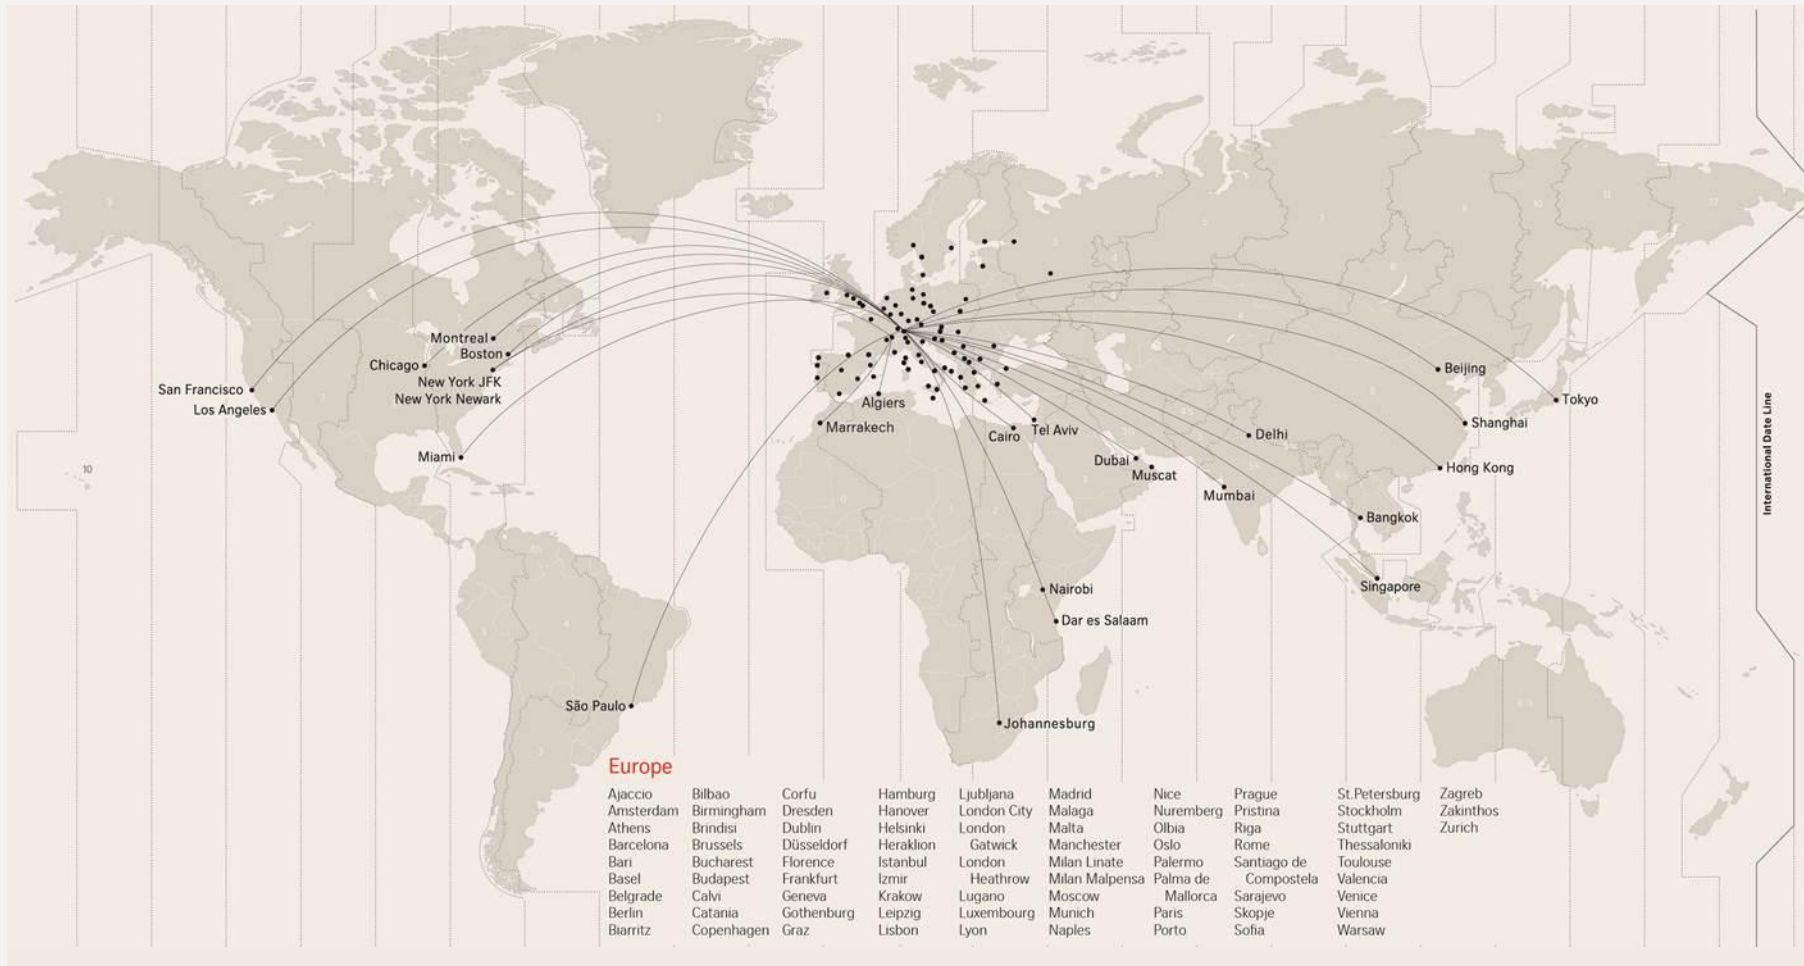 Montreal
Boston
Chicago
New York JFK
New York Newark
San Francisco
Los Angeles
Miami
10
Algiers
Marrakech
Cairo
Tel Aviv
Dubai
Muscat
Delhi
Mumbai
Beijing
Tokyo
Shanghai
Hong Kong
Bangkok
Singapore
Nairobi
Dar es Salaam
Johannesburg
São Paulo
International Date Line
Europe
Ajaccio
Amsterdam
Athens
Barcelona
Bari
Basel
Belgrade
Berlin
Biarritz
Bilbao
Birmingham
Brindisi
Brussels
Bucharest
Budapest
Calvi
Catania
Copenhagen
Corfu
Dresden
Dublin
Düsseldorf
Florence
Frankfurt
Geneva
Gothenburg
Graz
Hamburg
Hanover
Helsinki
Heraklion
Istanbul
Izmir
Krakow
Leipzig
Lisbon
Ljubljana
London City
London
Gatwick
London
Heathrow
Lugano
Luxembourg
Lyon
Madrid
Malaga
Malta
Manchester
Milan Linate
Milan Malpensa
Moscow
Munich
Naples
Nice
Nuremberg
Olbia
Oslo
Palermo
Palma de
Mallorca
Paris
Porto
Prague
Pristina
Riga
Rome
Santiago de
Compostela
Sarajevo
Skopje
Sofia
St.Petersburg
Stockholm
Stuttgart
Thessaloniki
Toulouse
Valencia
Venice
Vienna
Warsaw
Zagreb
Zakinthos
Zurich